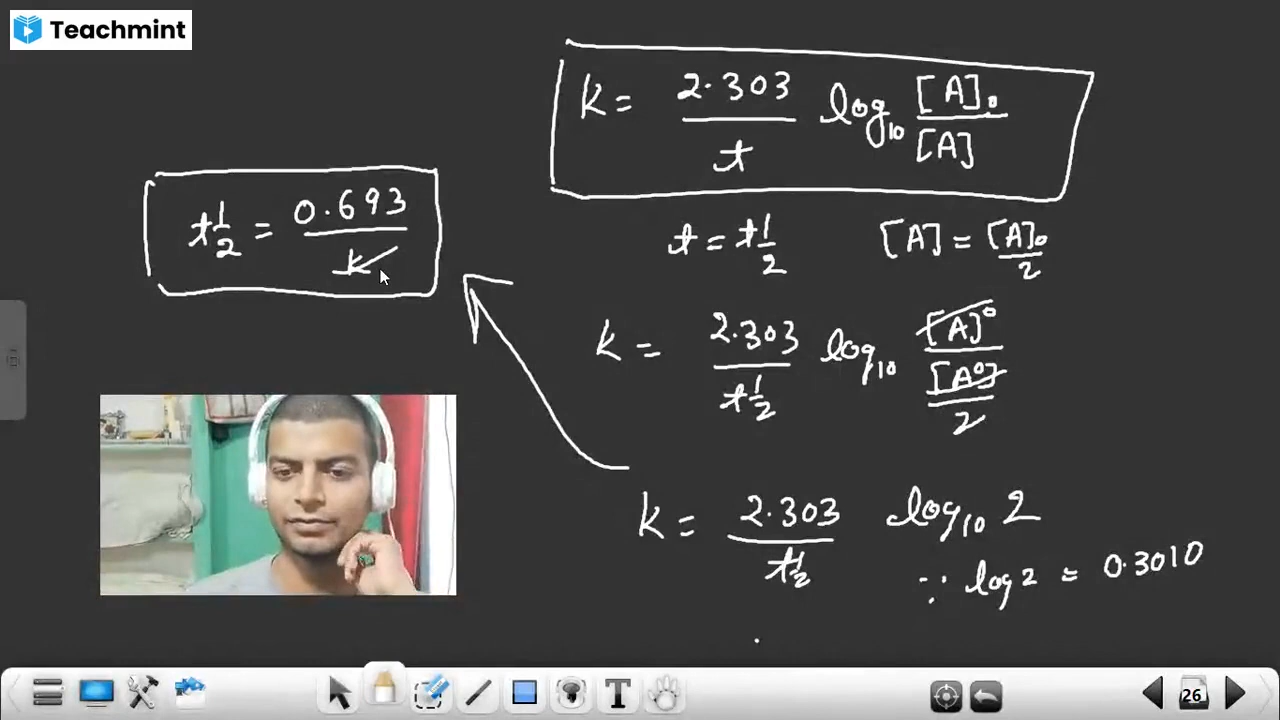 Teachmint
K = 2.303/t log10 [A]0/[A]
t1/2 = 0.693/k
t = t1/2 [A] = [A]0/2
k = 2.303/t1/2 log10 [A]0/[A0]/2
k = 2.303/t1/2 log10 2
∵ log 2 = 0.3010
26